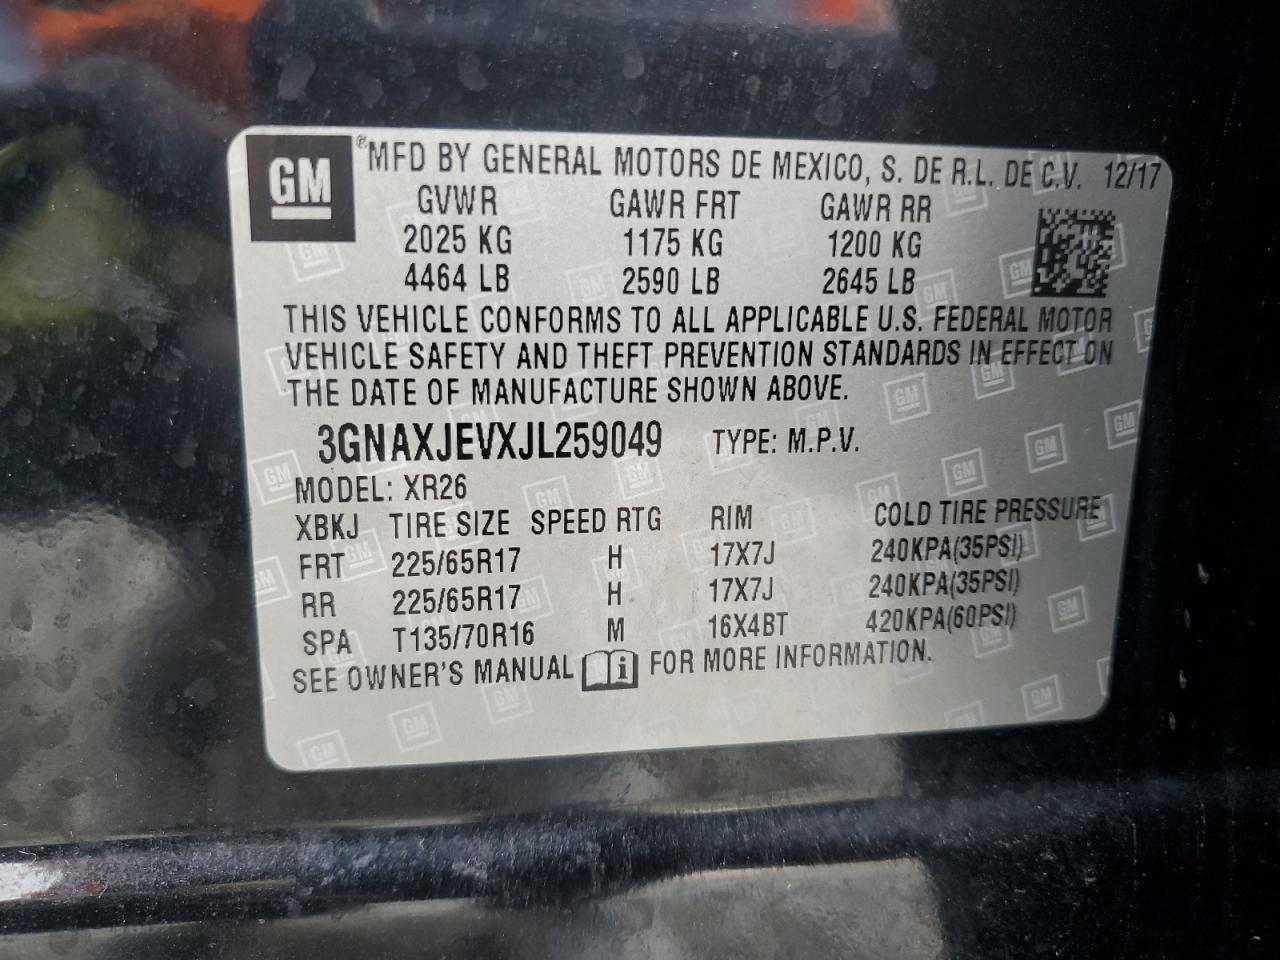 GM ® MFD BY GENERAL MOTORS DE MEXICO, S. DE R.L. DE C.V. 12/17
GVWR GAWR FRT GAWR RR
2025 KG 1175 KG 1200 KG
4464 LB 2590 LB 2645 LB
THIS VEHICLE CONFORMS TO ALL APPLICABLE U.S. FEDERAL MOTOR
VEHICLE SAFETY AND THEFT PREVENTION STANDARDS IN EFFECT ON
THE DATE OF MANUFACTURE SHOWN ABOVE.
3GNAXJEVXJL259049 TYPE: M.P.V.
MODEL: XR26
XBKJ TIRE SIZE SPEED RTG RIM COLD TIRE PRESSURE
FRT 225/65R17 H 17X7J 240KPA(35PSI)
RR 225/65R17 H 17X7J 240KPA(35PSI)
SPA T135/70R16 M 16X4BT 420KPA(60PSI)
SEE OWNER'S MANUAL i FOR MORE INFORMATION.